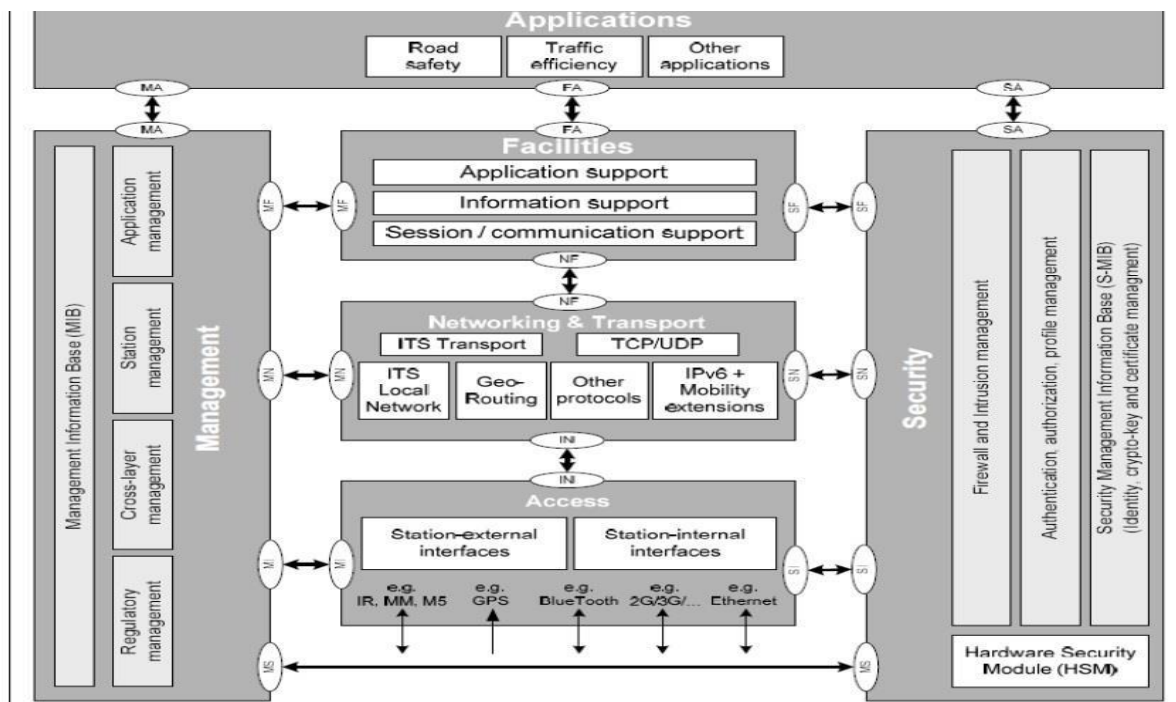 Applications
Road
safety
Traffic
efficiency
Other
applications
MA
FA
SA
MA
FA
SA
Management Information Base (MIB)
Application
management
Station
management
Cross-layer
management
Regulatory
management
Management
MF
MN
MI
MS
Facilities
Application support
Information support
Session / communication support
MF
SF
NF
NF
Networking & Transport
ITS Transport
TCP/UDP
ITS
Local
Network
Geo-
Routing
Other
protocols
IPv6 +
Mobility
extensions
MN
SN
INI
INI
Access
Station-external
interfaces
Station-internal
interfaces
e.g.
IR, MM, M5
e.g.
GPS
e.g.
BlueTooth
e.g.
2G/3G/...
e.g.
Ethernet
MI
SI
SF
SN
SI
MS
Security
Firewall and Intrusion management
Authentication, authorization, profile management
Security Management Information Base (S-MIB)
(Identity, crypto-key and certificate managment)
Hardware Security
Module (HSM)